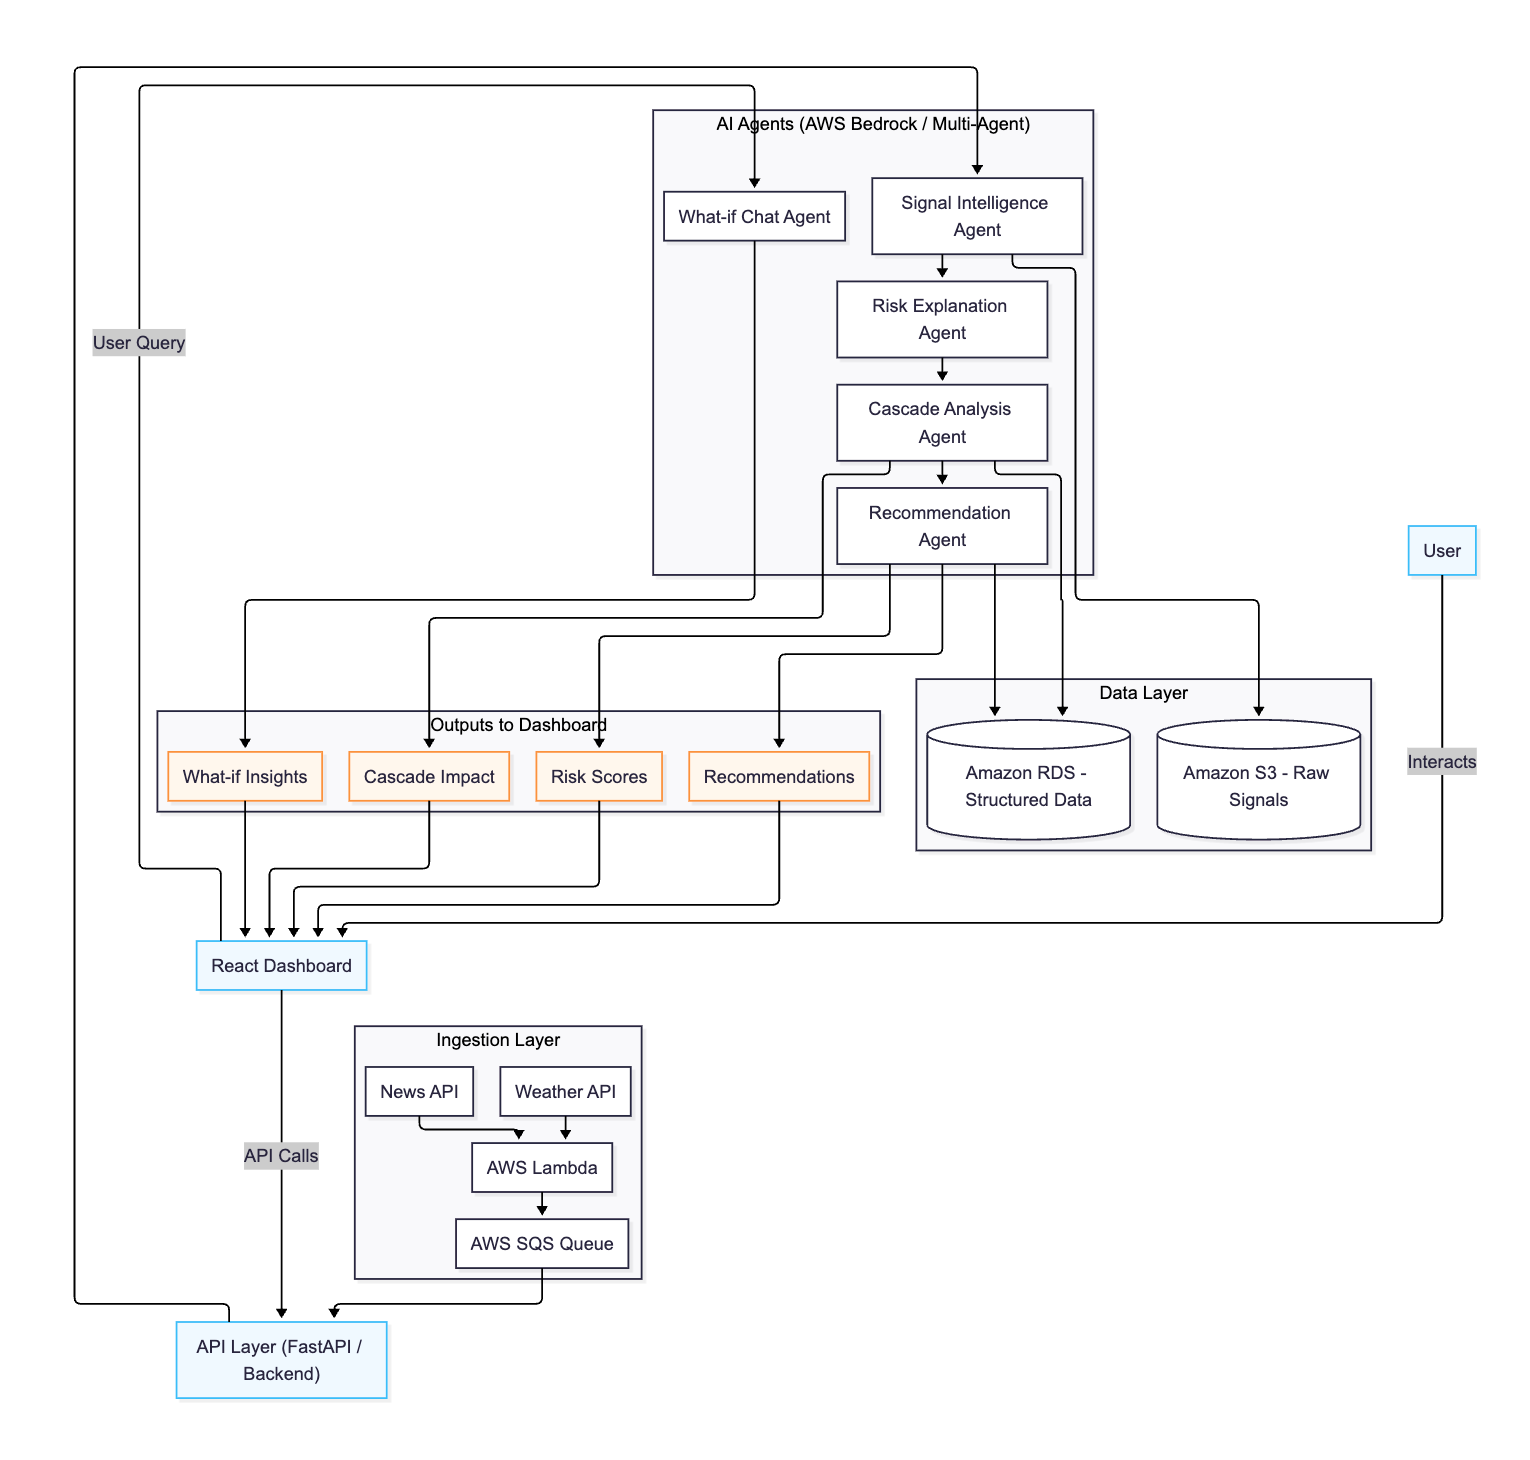 AI Agents (AWS Bedrock / Multi-Agent)
What-if Chat Agent
Signal Intelligence
Agent
Risk Explanation
Agent
User Query
Cascade Analysis
Agent
Recommendation
Agent
User
Data Layer
Outputs to Dashboard
What-if Insights
Cascade Impact
Risk Scores
Recommendations
Amazon RDS -
Structured Data
Amazon S3 - Raw
Signals
Interacts
React Dashboard
Ingestion Layer
News API
Weather API
API Calls
AWS Lambda
AWS SQS Queue
API Layer (FastAPI /
Backend)